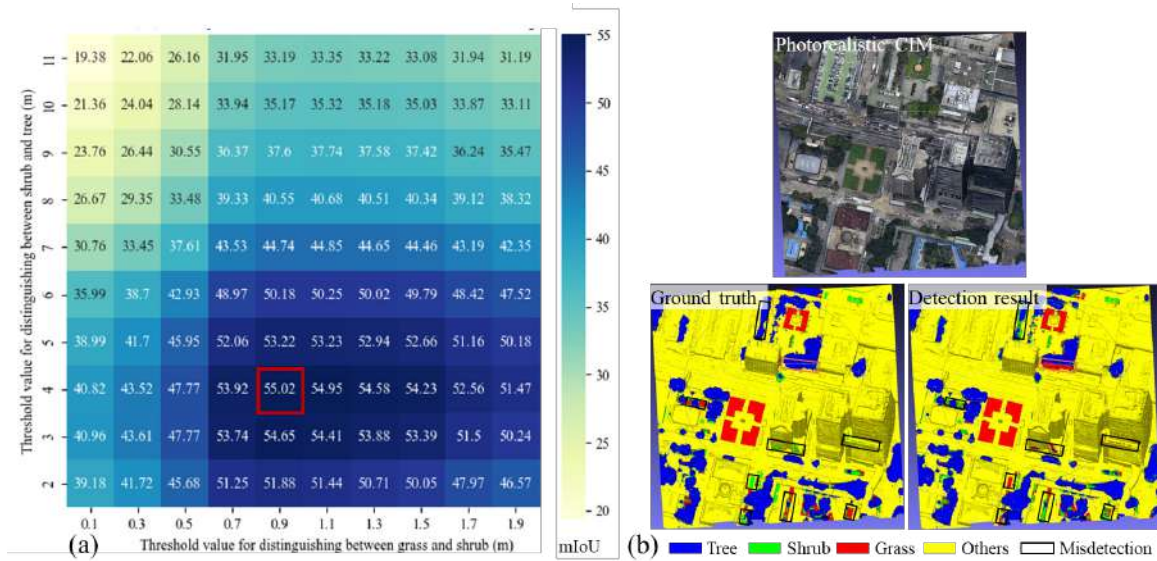 11 19.38 22.06 26.16 31.95 33.19 33.35 33.22 33.08 31.94 31.19
10 21.36 24.04 28.14 33.94 35.17 35.32 35.18 35.03 33.87 33.11
9 23.76 26.44 30.55 36.37 37.6 37.74 37.58 37.42 36.24 35.47
8 26.67 29.35 33.48 39.33 40.55 40.68 40.51 40.34 39.12 38.32
7 30.76 33.45 37.61 43.53 44.74 44.85 44.65 44.46 43.19 42.35
6 35.99 38.7 42.93 48.97 50.18 50.25 50.02 49.79 48.42 47.52
5 38.99 41.7 45.95 52.06 53.22 53.23 52.94 52.66 51.16 50.18
4 40.82 43.52 47.77 53.92 55.02 54.95 54.58 54.23 52.56 51.47
3 40.96 43.61 47.77 53.74 54.65 54.41 53.88 53.39 51.5 50.24
2 39.18 41.72 45.68 51.25 51.88 51.44 50.71 50.05 47.97 46.57
0.1 0.3 0.5 0.7 0.9 1.1 1.3 1.5 1.7 1.9
Threshold value for distinguishing between shrub and tree (m)
(a) Threshold value for distinguishing between grass and shrub (m)
55
50
45
40
35
30
25
20
mIoU
Photorealistic CIM
Ground truth
Detection result
(b) Tree Shrub Grass Others Misdetection